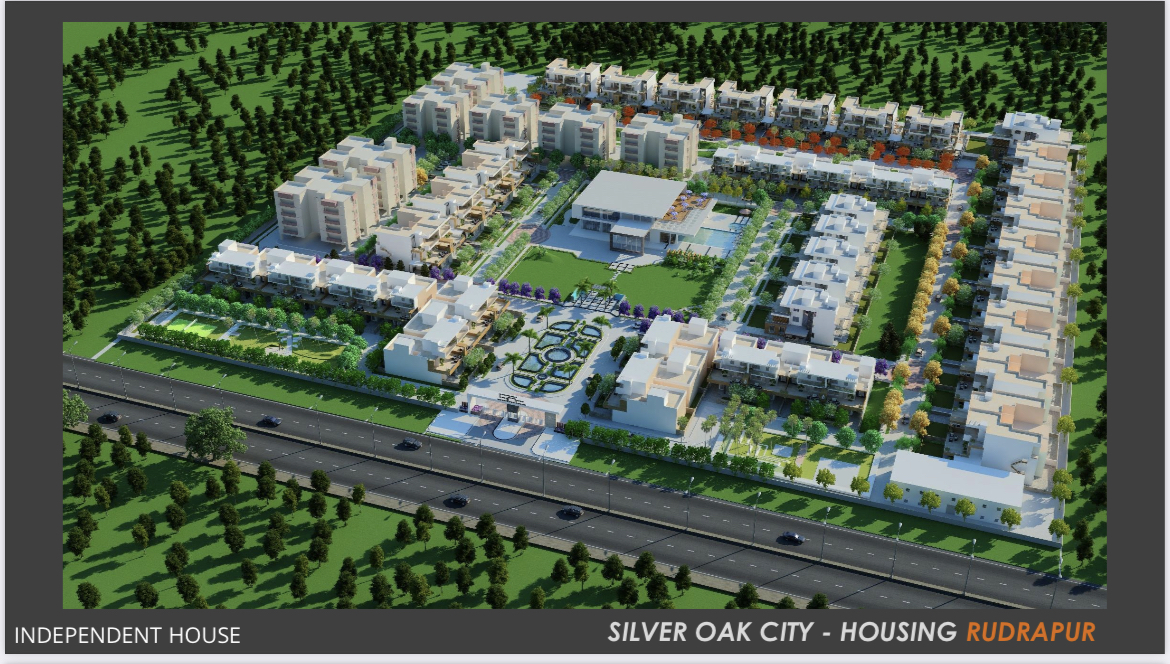 INDEPENDENT HOUSE
SILVER OAK CITY - HOUSING RUDRAPUR